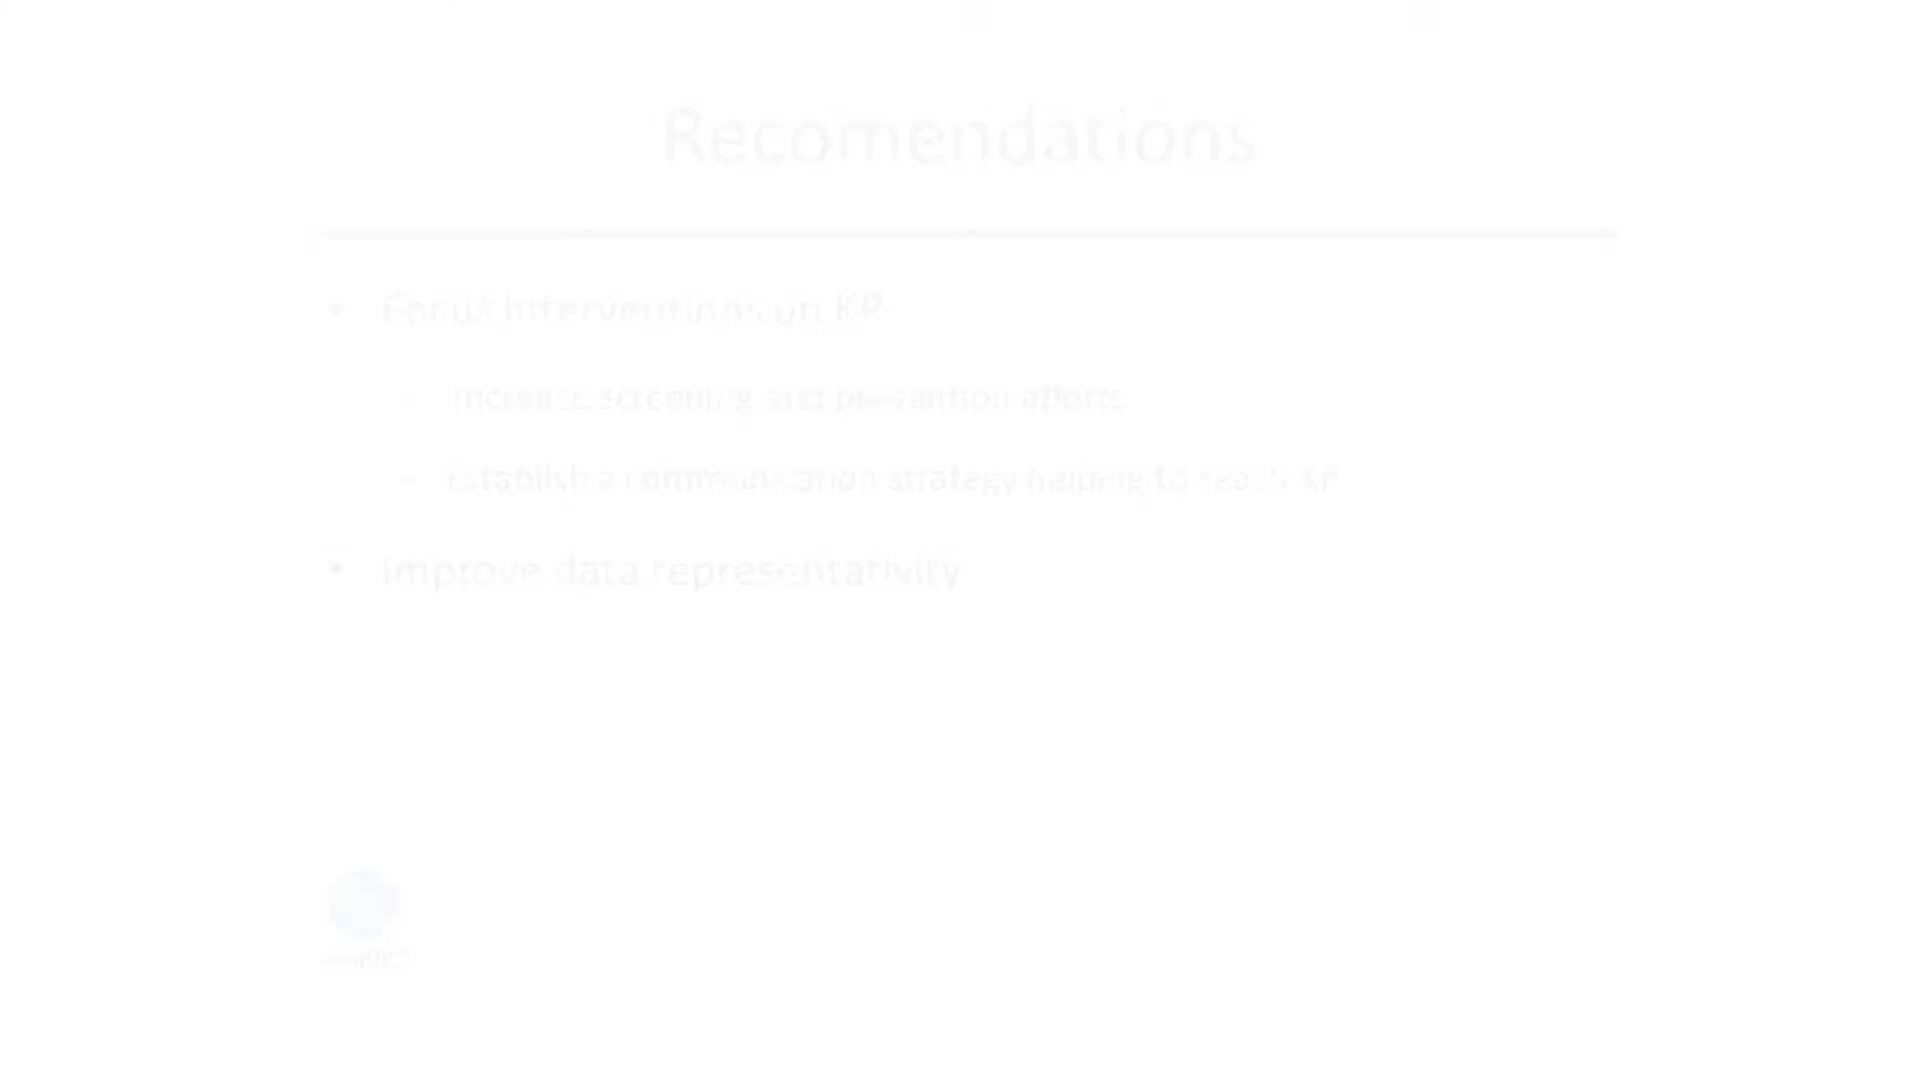 Recomendations
• Focus interventions on KP
– Increase screening and prevention efforts
– Establish a communication strategy helping to reach KP
• Improve data representativity